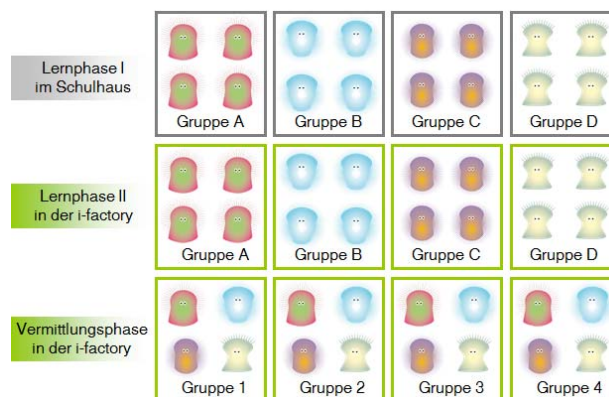 Lernphase I
im Schulhaus
Gruppe A
Gruppe B
Gruppe C
Gruppe D
Lernphase II
in der i-factory
Gruppe A
Gruppe B
Gruppe C
Gruppe D
Vermittlungsphase
in der i-factory
Gruppe 1
Gruppe 2
Gruppe 3
Gruppe 4